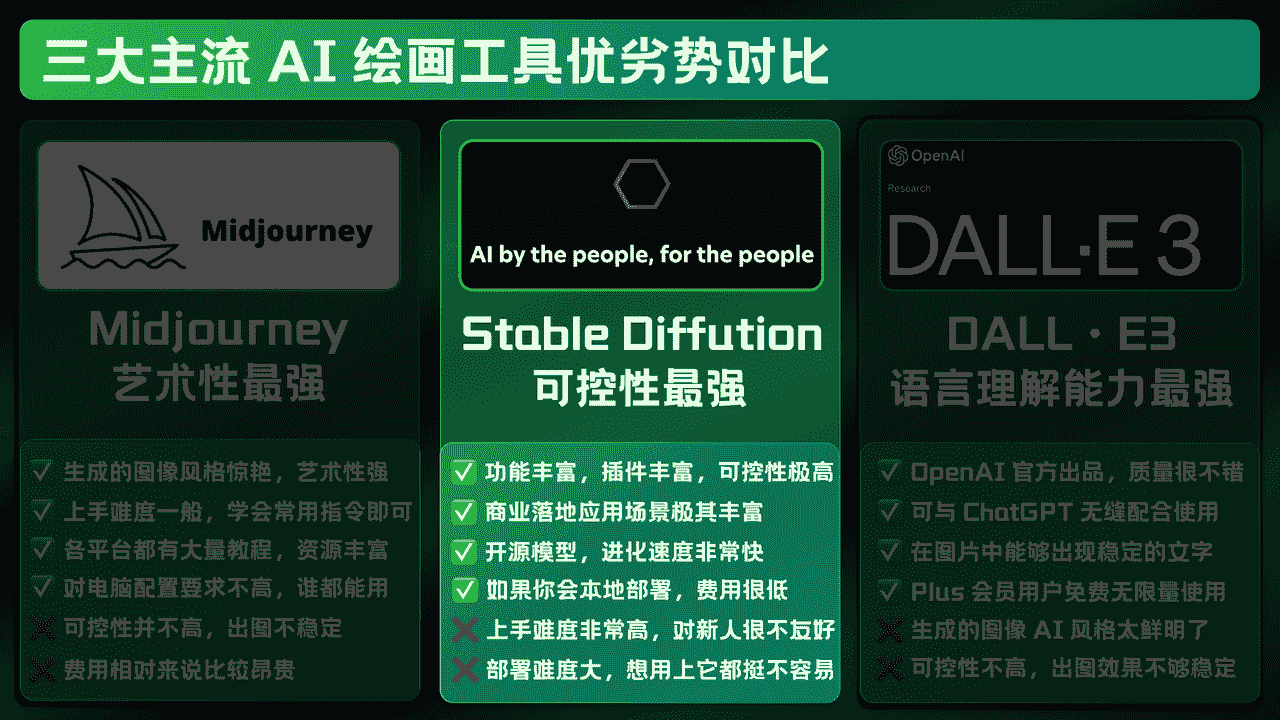 三大主流 AI 绘画工具优劣势对比
Midjourney
Midjourney
艺术性最强
生成的图像风格惊艳，艺术性强
上手难度一般，学会常用指令即可
各平台都有大量教程，资源丰富
对电脑配置要求不高，谁都能用
可控性并不高，出图不稳定
费用相对来说比较昂贵
AI by the people, for the people
Stable Diffution
可控性最强
功能丰富，插件丰富，可控性极高
商业落地应用场景极其丰富
开源模型，进化速度非常快
如果你会本地部署，费用很低
上手难度非常高，对新人很不友好
部署难度大，想用上它都挺不容易
OpenAI
Research
DALL·E 3
DALL · E3
语言理解能力最强
OpenAI 官方出品，质量很不错
可与 ChatGPT 无缝配合使用
在图片中能够出现稳定的文字
Plus 会员用户免费无限量使用
生成的图像 AI 风格太鲜明了
可控性不高，出图效果不够稳定